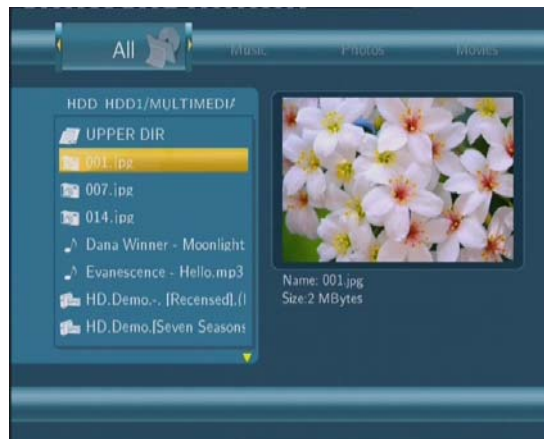 All
Music
Photos
Movies
HDD HDD1/MULTIMEDIA
UPPER DIR
001.jpg
007.jpg
014.jpg
Dana Winner - Moonlight
Evanescence - Hello.mp3
HD.Demo.-. [Recensed].(
HD.Demo.[Seven Seasons
Name: 001.jpg
Size:2 MBytes